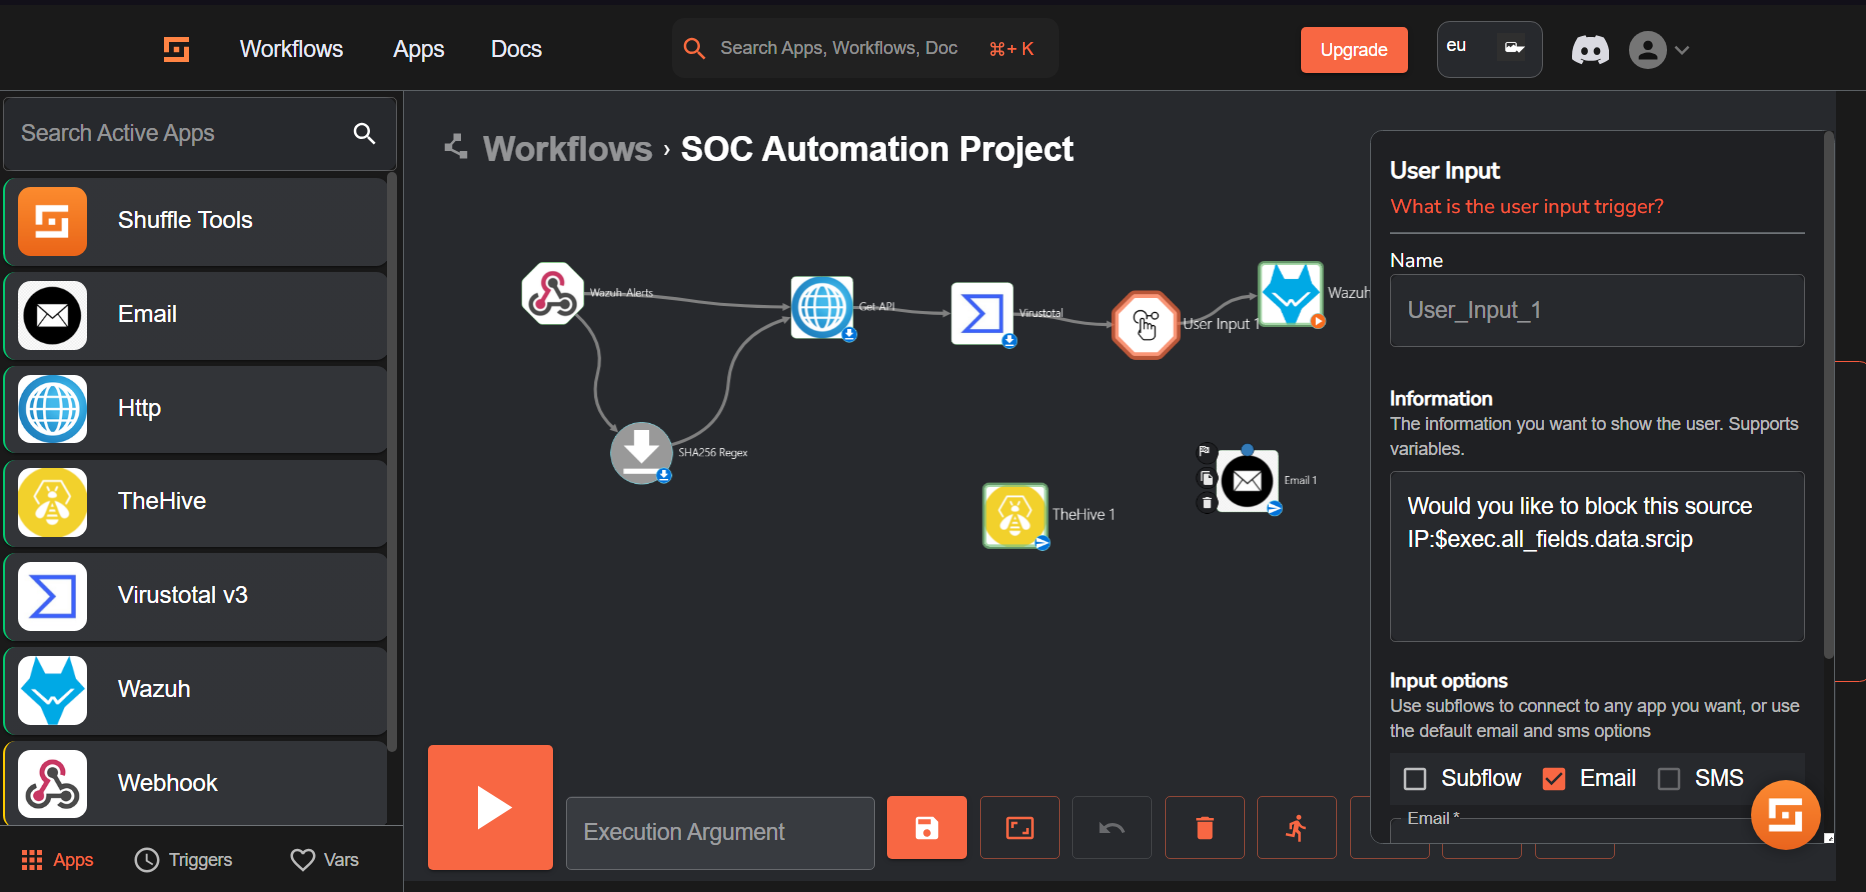 Workflows
Apps
Docs
Search Apps, Workflows, Doc
⌘+ K
Upgrade
eu
Search Active Apps
Shuffle Tools
Email
Http
TheHive
Virustotal v3
Wazuh
Webhook
Apps
Triggers
Vars
Workflows › SOC Automation Project
Wazuh-Alerts
Get API
Virustotal
User Input 1
Wazuh
SHA256 Regex
TheHive 1
Email 1
Execution Argument
User Input
What is the user input trigger?
Name
User_Input_1
Information
The information you want to show the user. Supports
variables.
Would you like to block this source
IP:$exec.all_fields.data.srcip
Input options
Use subflows to connect to any app you want, or use
the default email and sms options
Subflow
Email
SMS
Email *